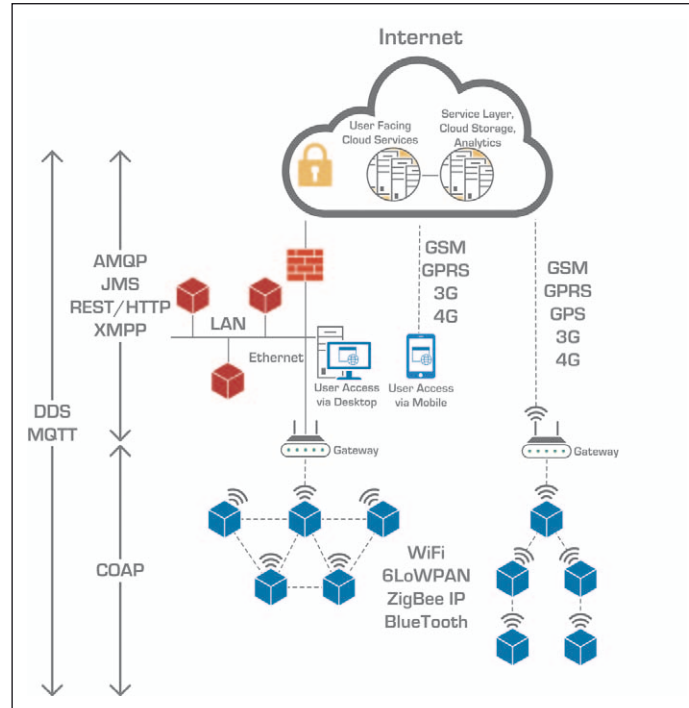 Internet
User Facing
Cloud Services
Service Layer,
Cloud Storage,
Analytics
AMQP
JMS
REST/HTTP
XMPP
LAN
Ethernet
User Access
via Desktop
GSM
GPRS
3G
4G
User Access
via Mobile
GSM
GPRS
GPS
3G
4G
DDS
MQTT
Gateway
Gateway
COAP
WiFi
6LoWPAN
ZigBee IP
BlueTooth